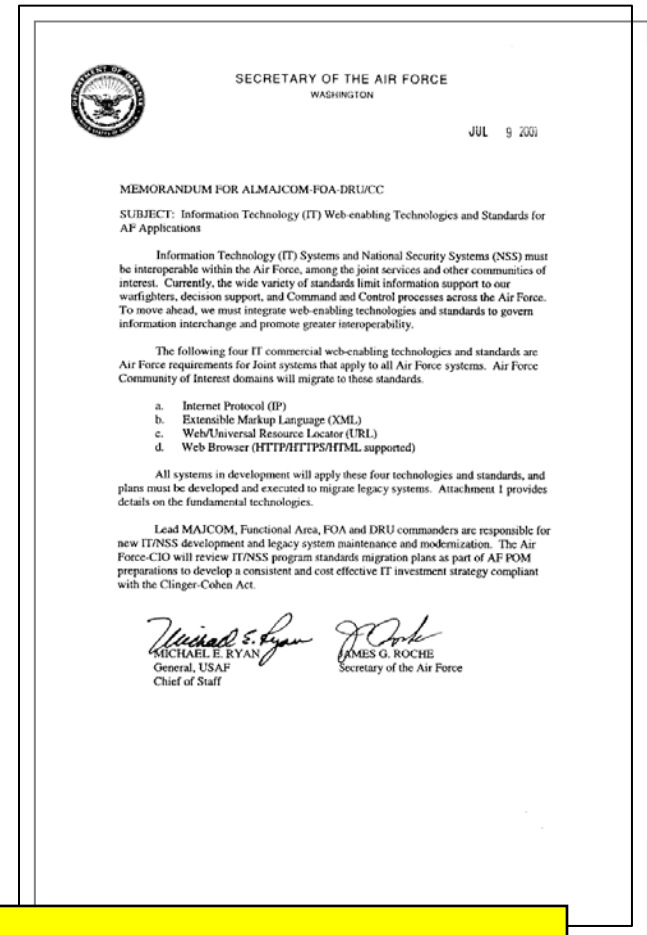 SECRETARY OF THE AIR FORCE
WASHINGTON
JUL 9 2001
MEMORANDUM FOR ALMAJCOM-FOA-DRU/CC
SUBJECT: Information Technology (IT) Web-enabling Technologies and Standards for
AF Applications
Information Technology (IT) Systems and National Security Systems (NSS) must
be interoperable within the Air Force, among the joint services and other communities of
interest. Currently, the wide variety of standards limit information support to our
warfighters, decision support, and Command and Control processes across the Air Force.
To move ahead, we must integrate web-enabling technologies and standards to govern
information interchange and promote greater interoperability.
The following four IT commercial web-enabling technologies and standards are
Air Force requirements for Joint systems that apply to all Air Force systems. Air Force
Community of Interest domains will migrate to these standards.
a. Internet Protocol (IP)
b. Extensible Markup Language (XML)
c. Web/Universal Resource Locator (URL)
d. Web Browser (HTTP/HTTPS/HTML supported)
All systems in development will apply these four technologies and standards, and
plans must be developed and executed to migrate legacy systems. Attachment 1 provides
details on the fundamental technologies.
Lead MAJCOM, Functional Area, FOA and DRU commanders are responsible for
new IT/NSS development and legacy system maintenance and modernization. The Air
Force-CIO will review IT/NSS program standards migration plans as part of AF POM
preparations to develop a consistent and cost effective IT investment strategy compliant
with the Clinger-Cohen Act.
MICHAEL E. RYAN
General, USAF
Chief of Staff
JAMES G. ROCHE
Secretary of the Air Force